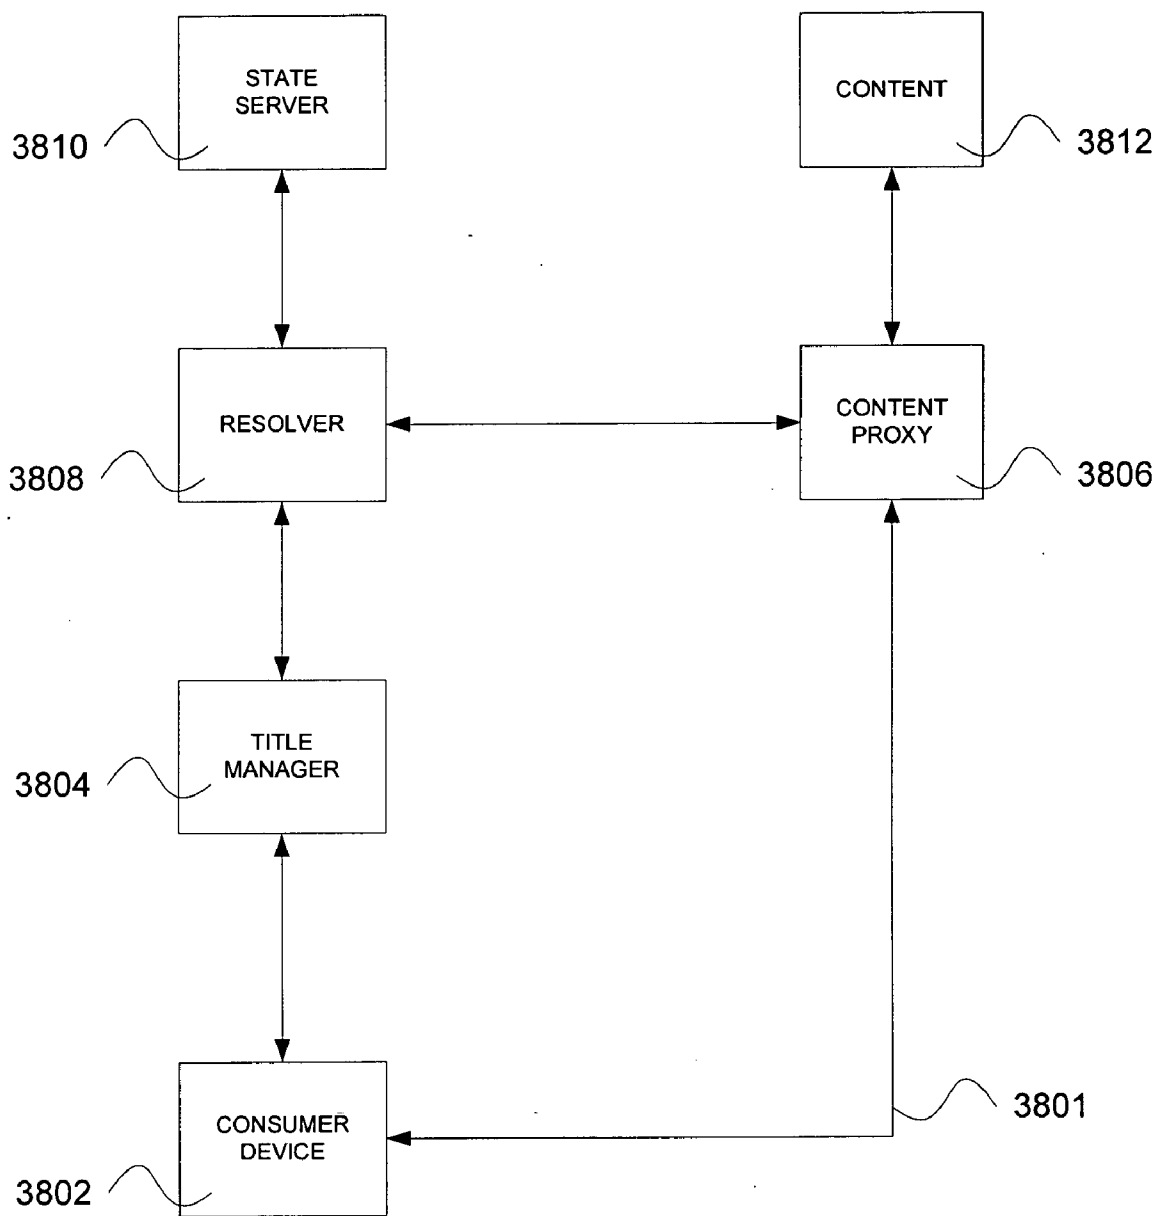 STATE
SERVER
3810
CONTENT
3812
RESOLVER
3808
CONTENT
PROXY
3806
TITLE
MANAGER
3804
3801
CONSUMER
DEVICE
3802